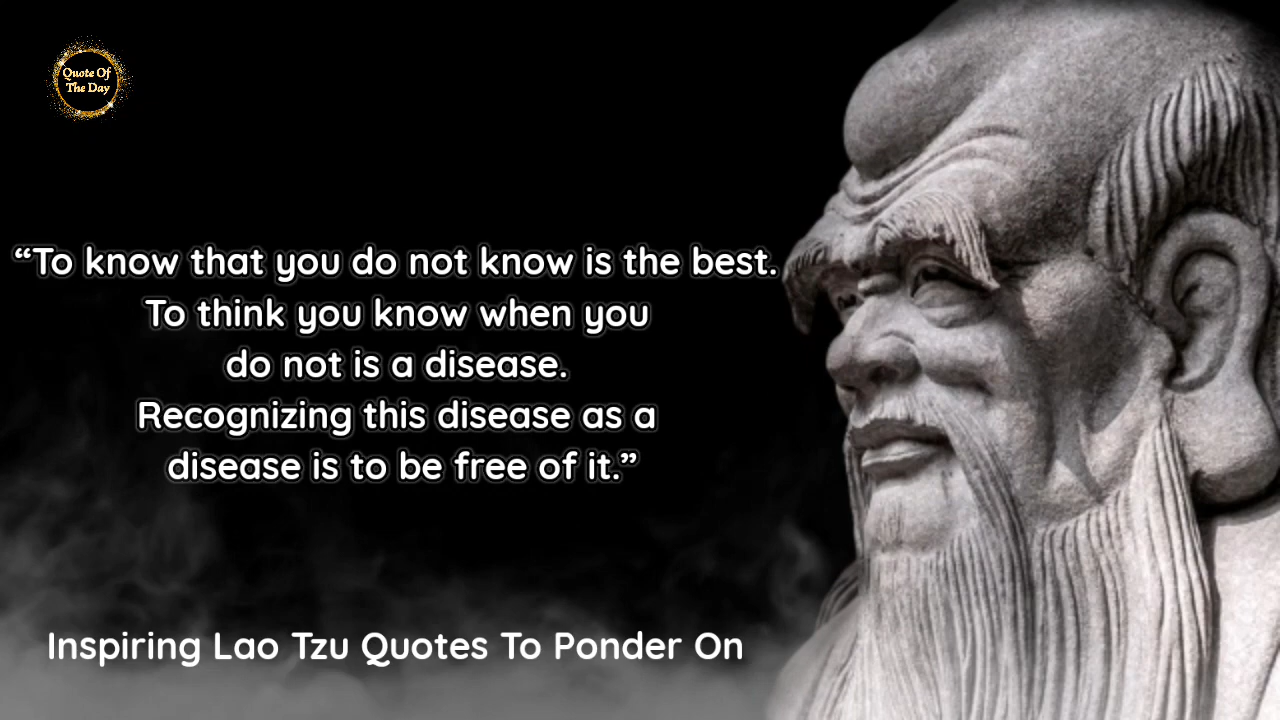 Quote Of
The Day
“To know that you do not know is the best.
To think you know when you
do not is a disease.
Recognizing this disease as a
disease is to be free of it.”
Inspiring Lao Tzu Quotes To Ponder On